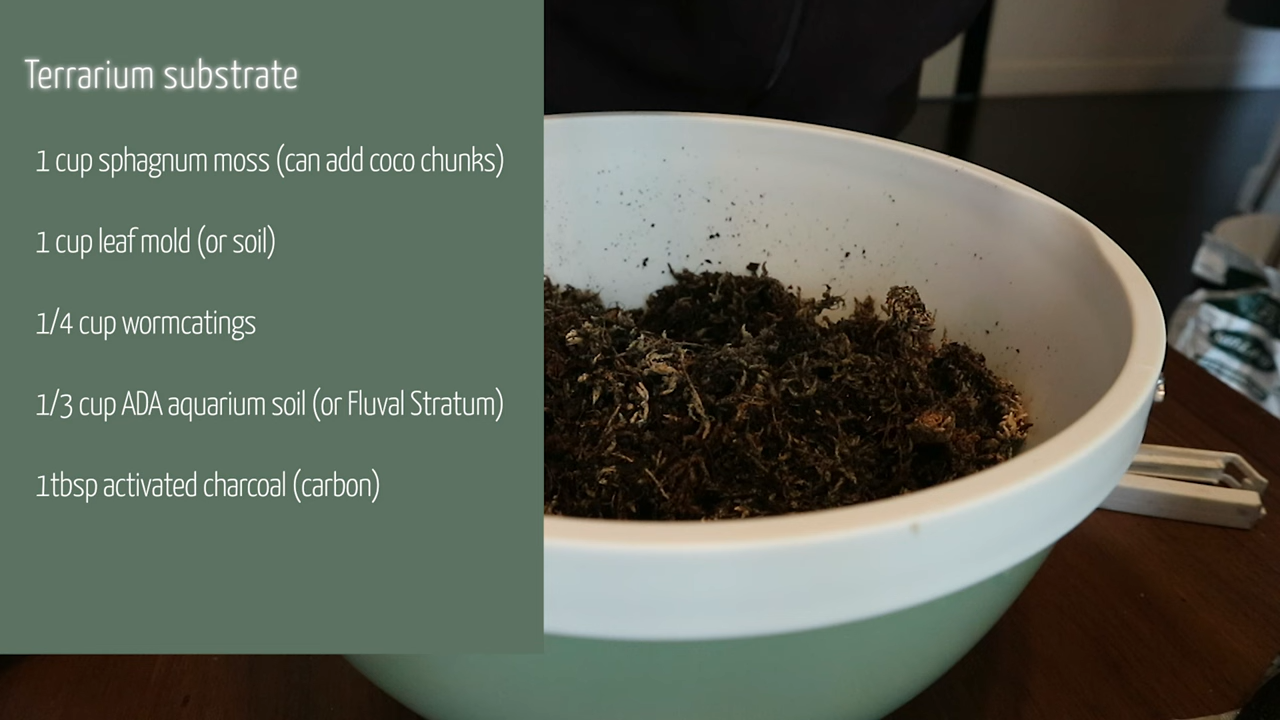 Terrarium substrate
1 cup sphagnum moss (can add coco chunks)
1 cup leaf mold (or soil)
1/4 cup wormcatings
1/3 cup ADA aquarium soil (or Fluval Stratum)
1tbsp activated charcoal (carbon)